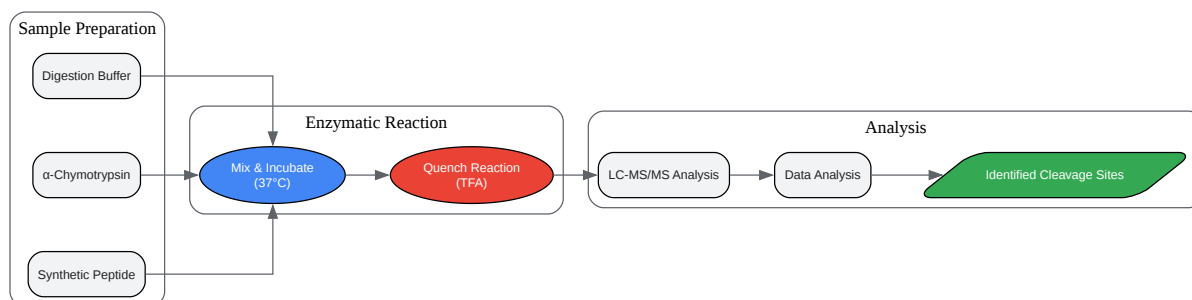 Sample Preparation
Digestion Buffer
α-Chymotrypsin
Synthetic Peptide
Enzymatic Reaction
Mix & Incubate
(37°C)
Quench Reaction
(TFA)
Analysis
LC-MS/MS Analysis
Data Analysis
Identified Cleavage Sites